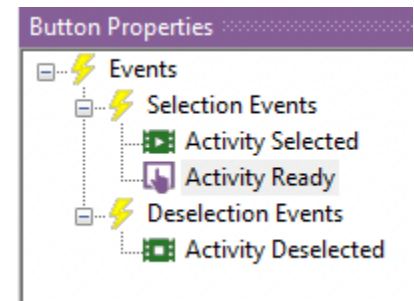 Button Properties
Events
Selection Events
Activity Selected
Activity Ready
Deselection Events
Activity Deselected